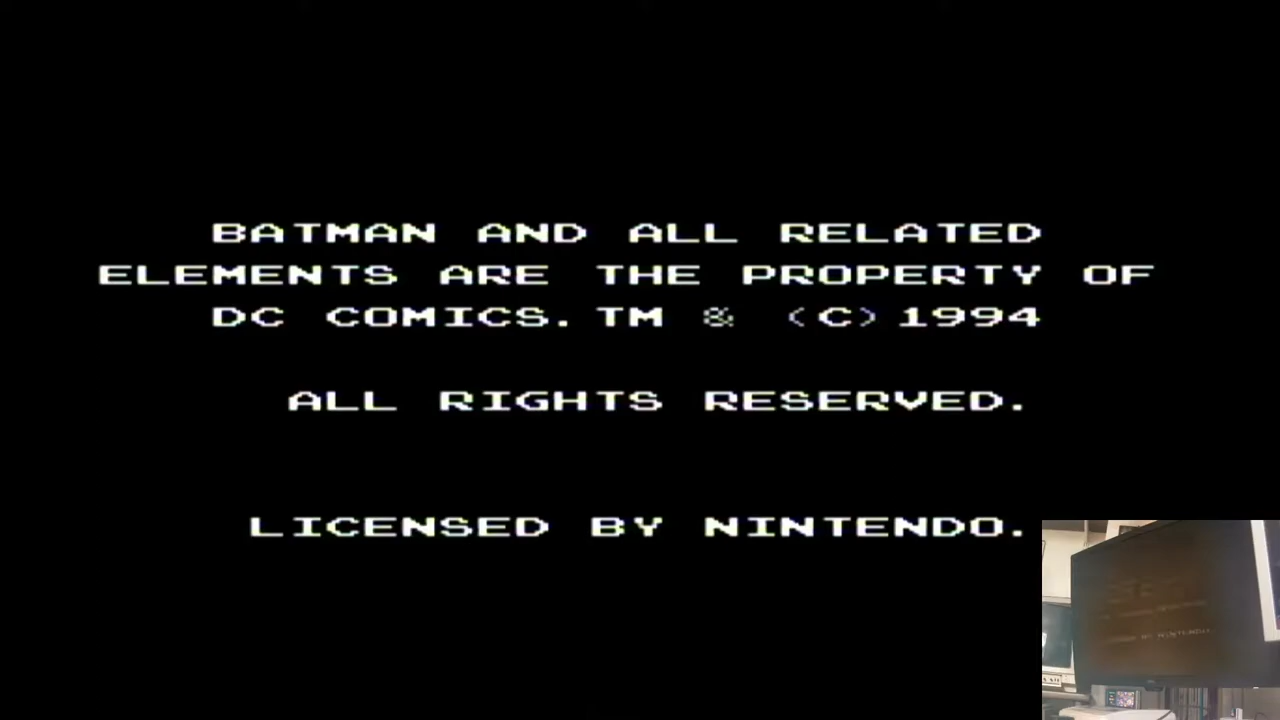 BATMAN AND ALL RELATED
ELEMENTS ARE THE PROPERTY OF
DC COMICS. TM & (C) 1994
ALL RIGHTS RESERVED.
LICENSED BY NINTENDO.